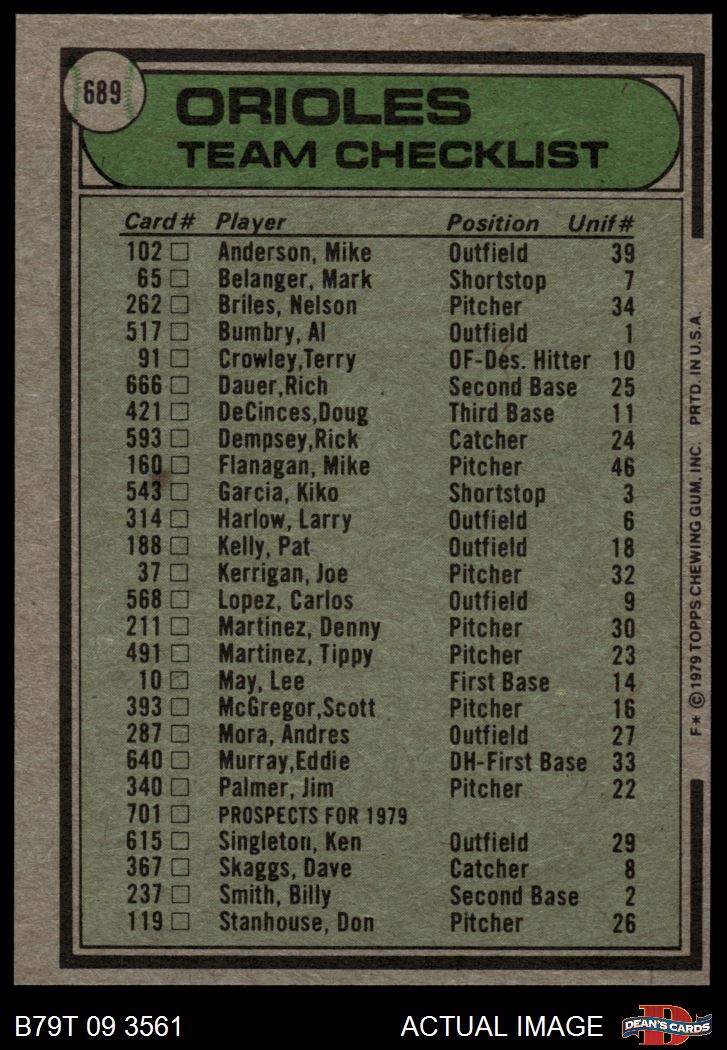 689
ORIOLES
TEAM CHECKLIST
Card # Player Position Unif #
102 □ Anderson, Mike Outfield 39
65 □ Belanger, Mark Shortstop 7
262 □ Briles, Nelson Pitcher 34
517 □ Bumbry, Al Outfield 1
91 □ Crowley,Terry OF-Des. Hitter 10
666 □ Dauer,Rich Second Base 25
421 □ DeCinces,Doug Third Base 11
593 □ Dempsey,Rick Catcher 24
160 □ Flanagan, Mike Pitcher 46
543 □ Garcia, Kiko Shortstop 3
314 □ Harlow, Larry Outfield 6
188 □ Kelly, Pat Outfield 18
37 □ Kerrigan, Joe Pitcher 32
568 □ Lopez, Carlos Outfield 9
211 □ Martinez, Denny Pitcher 30
491 □ Martinez, Tippy Pitcher 23
10 □ May, Lee First Base 14
393 □ McGregor,Scott Pitcher 16
287 □ Mora, Andres Outfield 27
640 □ Murray,Eddie DH-First Base 33
340 □ Palmer, Jim Pitcher 22
701 □ PROSPECTS FOR 1979
615 □ Singleton, Ken Outfield 29
367 □ Skaggs, Dave Catcher 8
237 □ Smith, Billy Second Base 2
119 □ Stanhouse, Don Pitcher 26
F* © 1979 TOPPS CHEWING GUM, INC. PRTD. IN U.S.A.
B79T 09 3561 ACTUAL IMAGE
D
DEAN'S CARDS